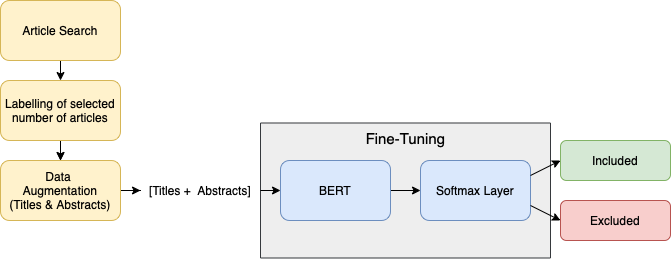 Article Search
Labelling of selected
number of articles
Data
Augmentation
(Titles & Abstracts)
[Titles + Abstracts]
Fine-Tuning
BERT
Softmax Layer
Included
Excluded